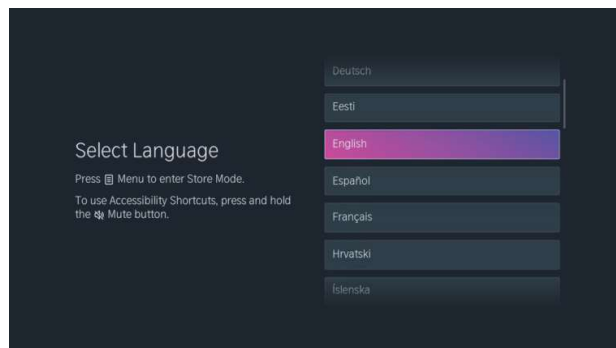 Select Language
Press Menu to enter Store Mode.
To use Accessibility Shortcuts, press and hold
the Mute button.
Deutsch
Eesti
English
Español
Français
Hrvatski
Íslenska